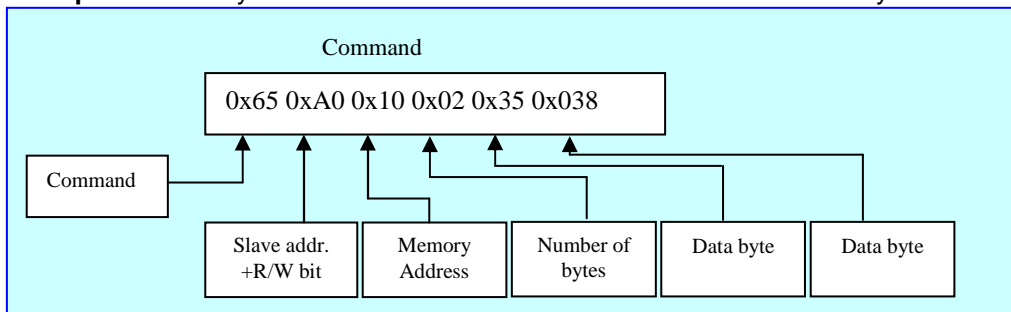 Command
0x65 0xA0 0x10 0x02 0x35 0x038
Command
Slave addr.
+R/W bit
Memory
Address
Number of
bytes
Data byte
Data byte